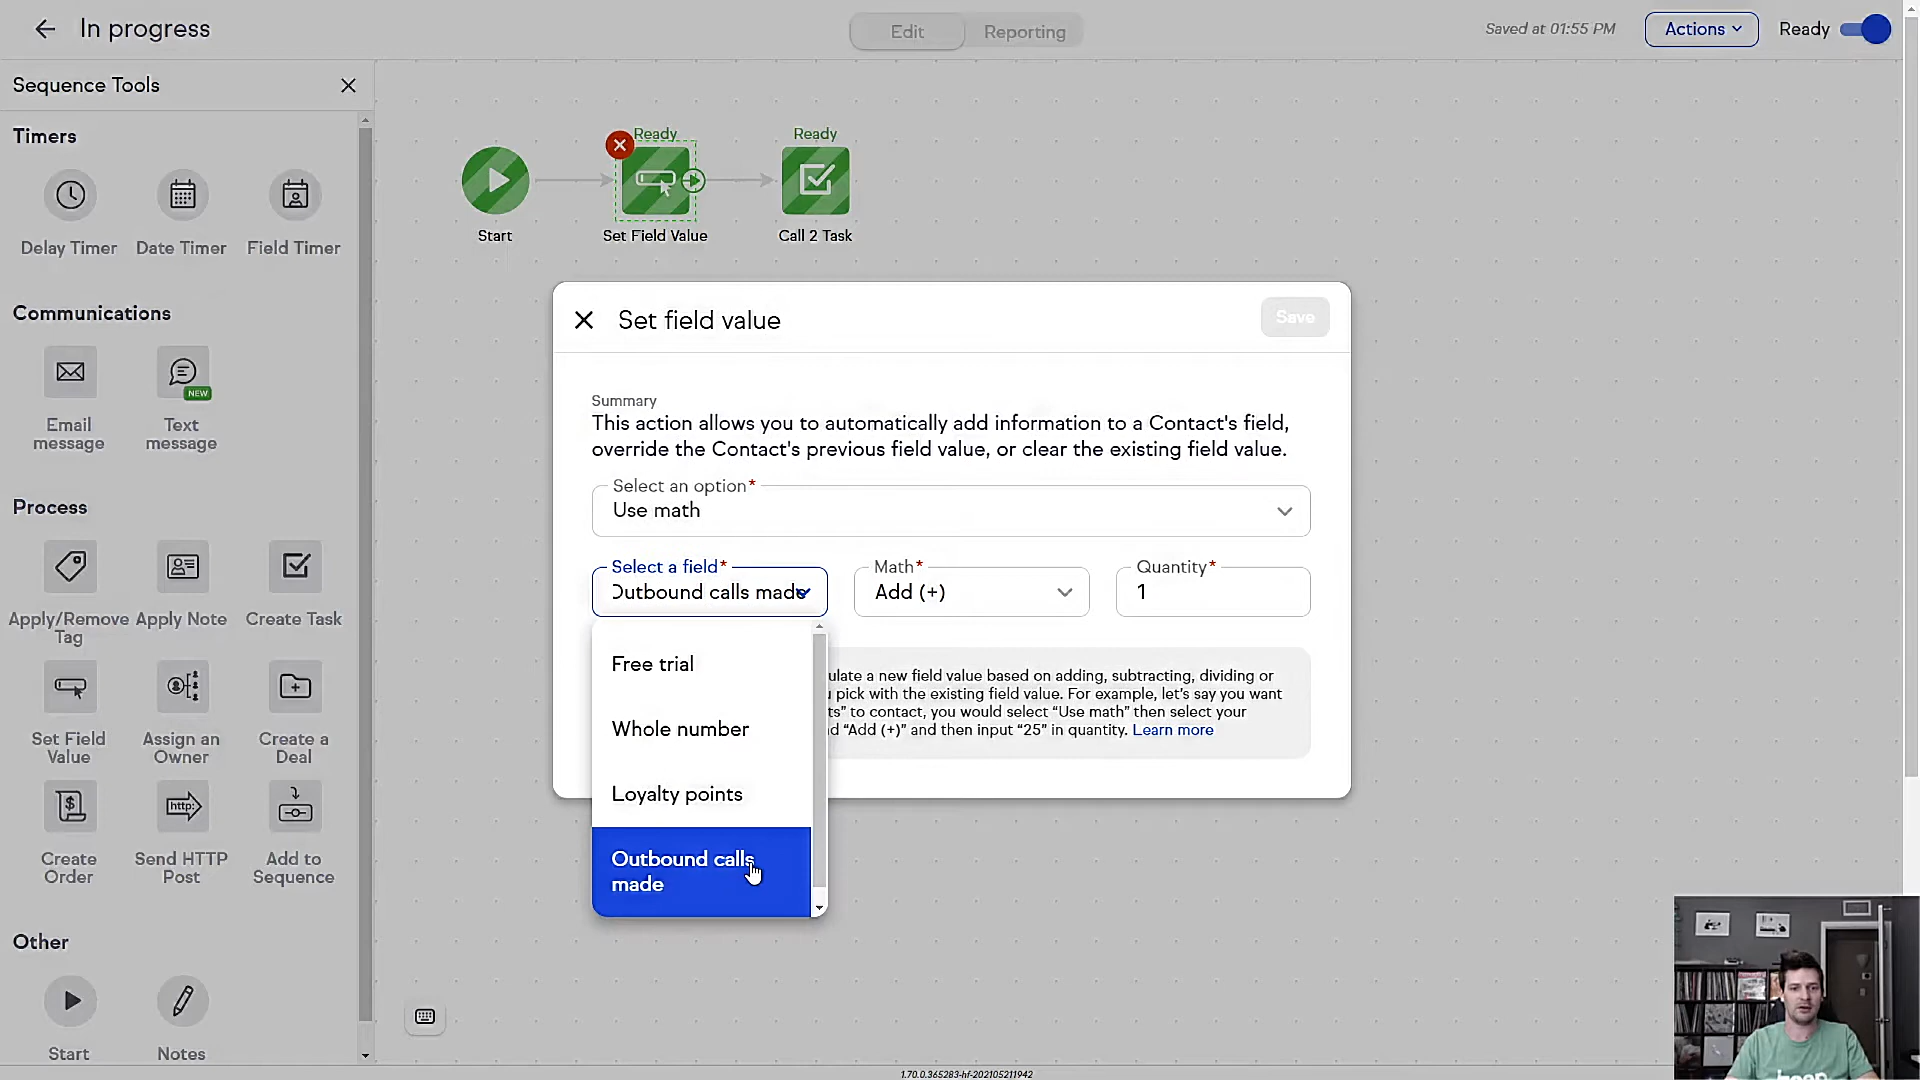 In progress
Edit
Reporting
Saved at 01:55 PM
Actions
Ready
Sequence Tools
Timers
Delay Timer
Date Timer
Field Timer
Communications
NEW
Email
message
Text
message
Process
Apply/Remove
Tag
Apply Note
Create Task
Set Field
Value
Assign an
Owner
Create a
Deal
http:
Create
Order
Send HTTP
Post
Add to
Sequence
Other
Start
Notes
Ready
Ready
Start
Set Field Value
Call 2 Task
Set field value
Save
Summary
This action allows you to automatically add information to a Contact's field,
override the Contact's previous field value, or clear the existing field value.
Select an option*
Use math
Select a field*
Outbound calls made
Math*
Add (+)
Quantity*
1
Free trial
Whole number
Loyalty points
Outbound calls
made
ulate a new field value based on adding, subtracting, dividing or
pick with the existing field value. For example, let's say you want
ts" to contact, you would select "Use math" then select your
d "Add (+)" and then input "25" in quantity. Learn more
1.70.0.365283-hf-202105211942